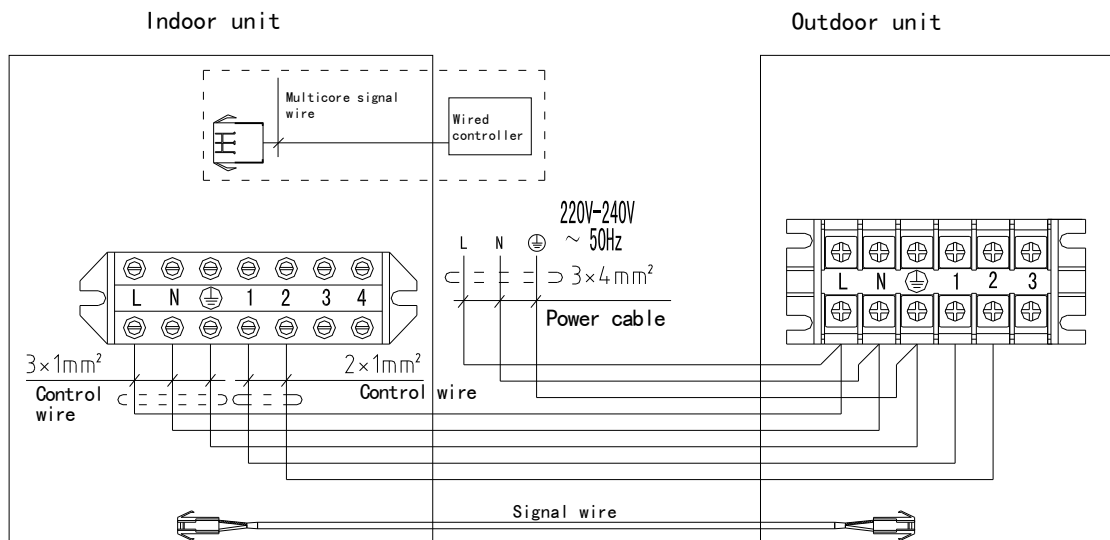 Indoor unit
Outdoor unit
Multicore signal
wire
Wired
controller
220V-240V
~ 50Hz
L N
3×4mm²
Power cable
L N 1 2 3 4
L N 1 2 3
3×1mm²
2×1mm²
Control
wire
Control wire
Signal wire